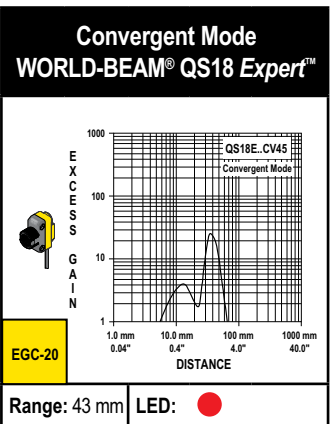 Convergent Mode
WORLD-BEAM® QS18 Expert™
EXCESS GAIN
1000
100
10
1
QS18E..CV45
Convergent Mode
1.0 mm 10.0 mm 100 mm 1000 mm
0.04" 0.4" 4.0" 40.0"
DISTANCE
EGC-20
Range: 43 mm LED: